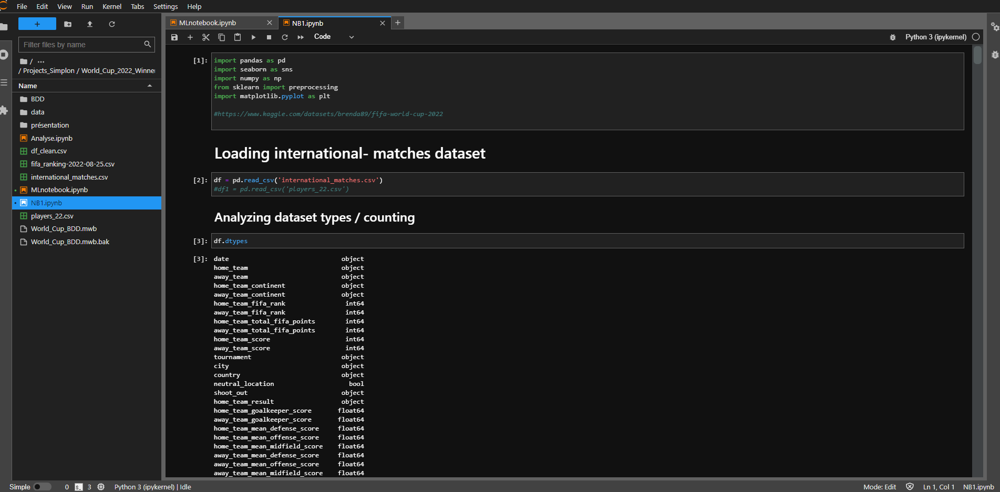 File Edit View Run Kernel Tabs Settings Help
+
Filter files by name
/ ...
/ Projects_Simplon / World_Cup_2022_Winner
Name
BDD
data
présentation
Analyse.ipynb
df_clean.csv
fifa_ranking-2022-08-25.csv
international_matches.csv
MLnotebook.ipynb
NB1.ipynb
players_22.csv
World_Cup_BDD.mwb
World_Cup_BDD.mwb.bak
MLnotebook.ipynb
NB1.ipynb
Code
Python 3 (ipykernel)
[1]: import pandas as pd
import seaborn as sns
import numpy as np
from sklearn import preprocessing
import matplotlib.pyplot as plt
#https://www.kaggle.com/datasets/brenda89/fifa-world-cup-2022
Loading international- matches dataset
[2]: df = pd.read_csv('international_matches.csv')
#df1 = pd.read_csv('players_22.csv')
Analyzing dataset types / counting
[3]: df.dtypes
[3]: date object
home_team object
away_team object
home_team_continent object
away_team_continent object
home_team_fifa_rank int64
away_team_fifa_rank int64
home_team_total_fifa_points int64
away_team_total_fifa_points int64
home_team_score int64
away_team_score int64
tournament object
city object
country object
neutral_location bool
shoot_out object
home_team_result object
home_team_goalkeeper_score float64
away_team_goalkeeper_score float64
home_team_mean_defense_score float64
home_team_mean_offense_score float64
home_team_mean_midfield_score float64
away_team_mean_defense_score float64
away_team_mean_offense_score float64
away_team_mean_midfield_score float64
Simple 0 $_ 3 Python 3 (ipykernel) | Idle
Mode: Edit Ln 1, Col 1 NB1.ipynb